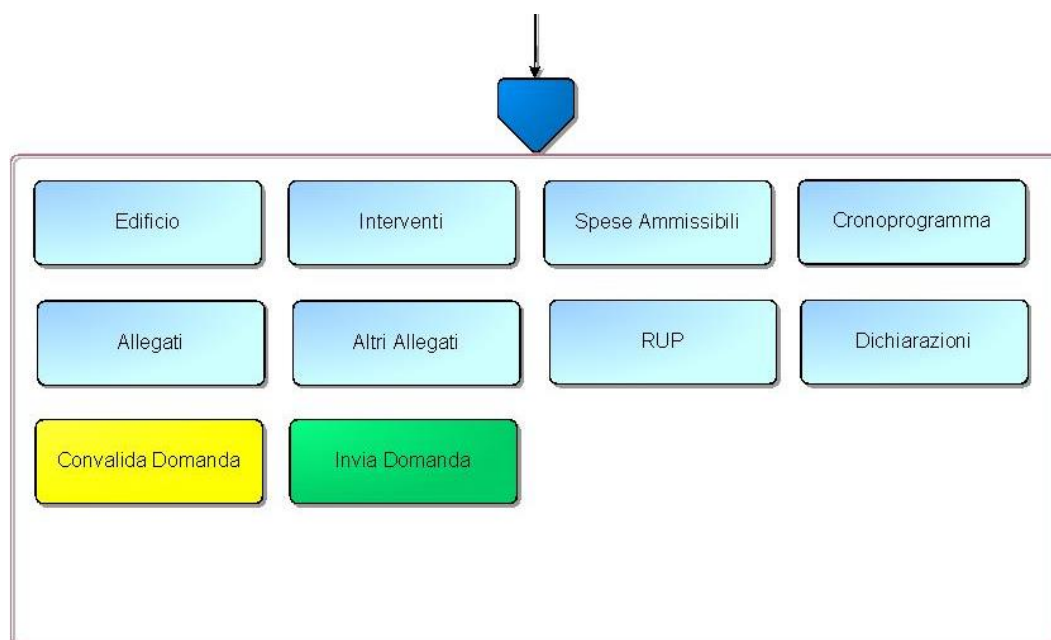 Edificio
Interventi
Spese Ammissibili
Cronoprogramma
Allegati
Altri Allegati
RUP
Dichiarazioni
Convalida Domanda
Invia Domanda